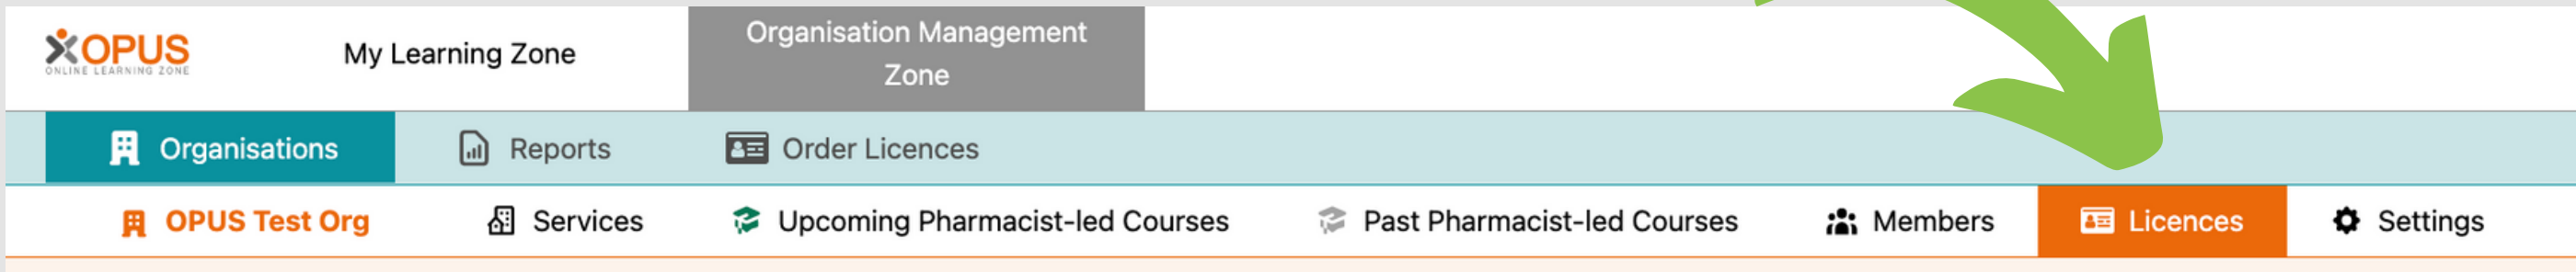 OPUS
ONLINE LEARNING ZONE
My Learning Zone
Organisation Management
Zone
Organisations Reports Order Licences
OPUS Test Org Services Upcoming Pharmacist-led Courses Past Pharmacist-led Courses Members Licences Settings